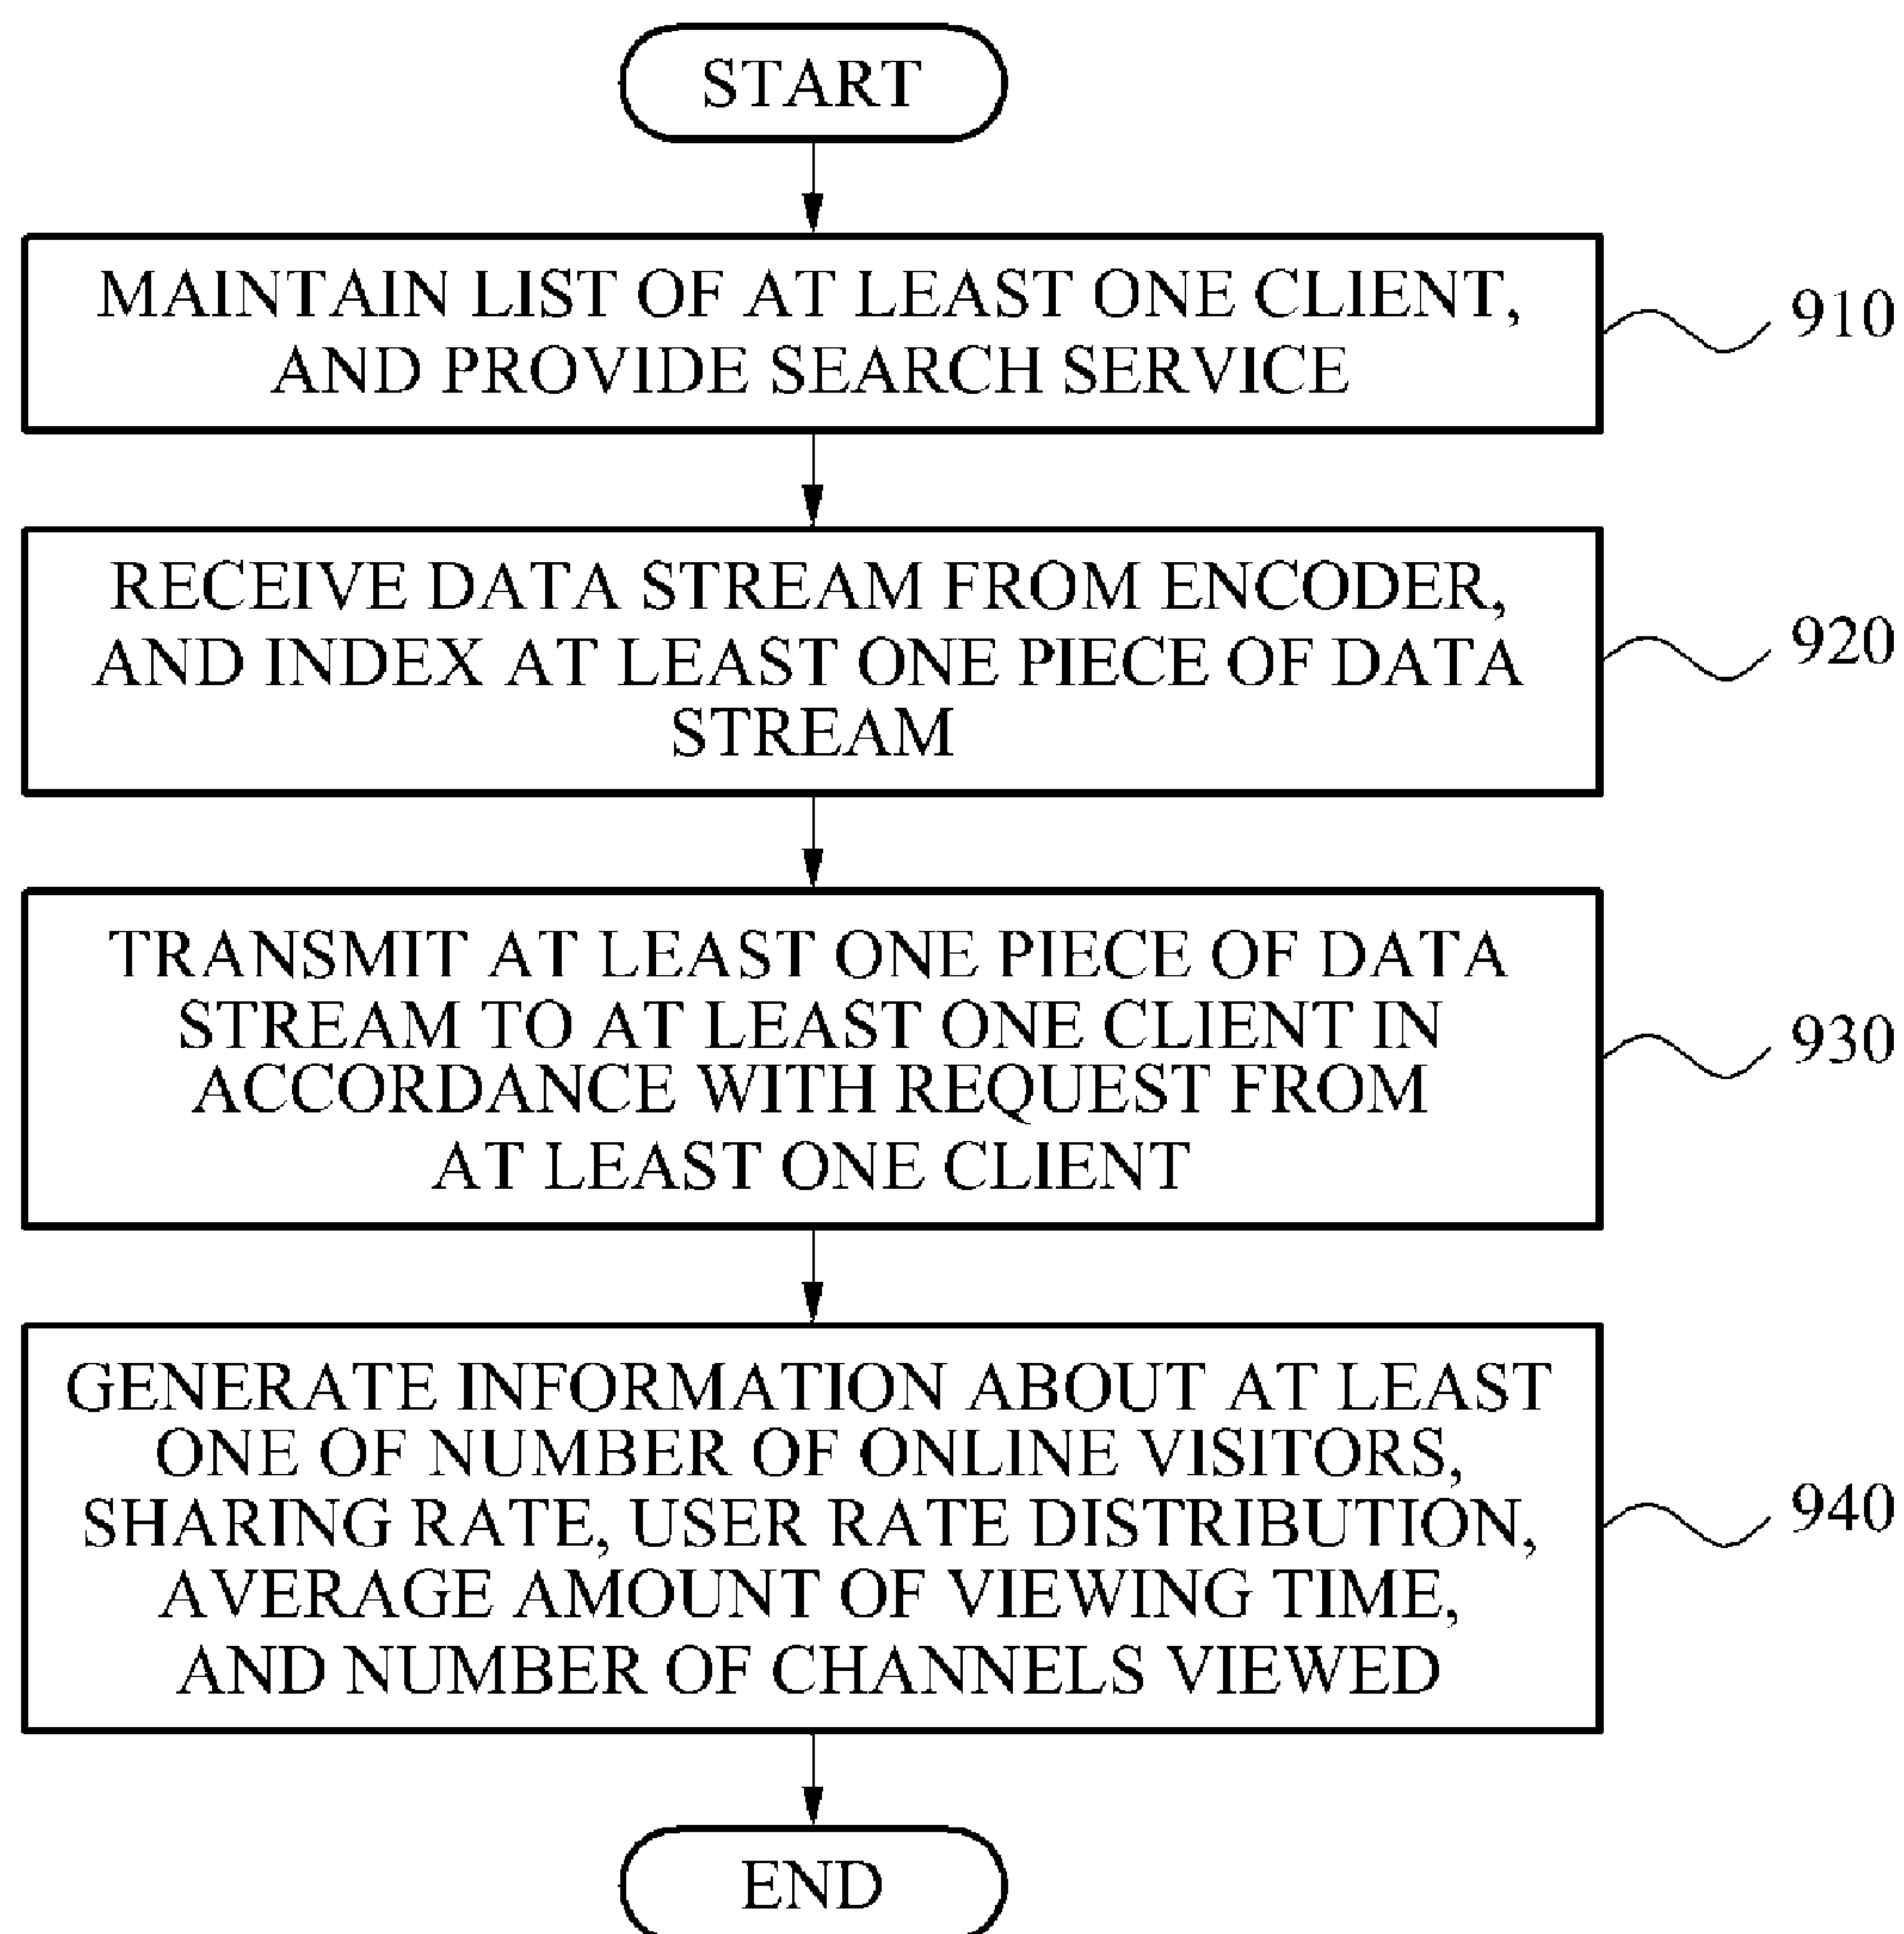 START
MAINTAIN LIST OF AT LEAST ONE CLIENT,
AND PROVIDE SEARCH SERVICE
910
RECEIVE DATA STREAM FROM ENCODER,
AND INDEX AT LEAST ONE PIECE OF DATA
STREAM
920
TRANSMIT AT LEAST ONE PIECE OF DATA
STREAM TO AT LEAST ONE CLIENT IN
ACCORDANCE WITH REQUEST FROM
AT LEAST ONE CLIENT
930
GENERATE INFORMATION ABOUT AT LEAST
ONE OF NUMBER OF ONLINE VISITORS,
SHARING RATE, USER RATE DISTRIBUTION,
AVERAGE AMOUNT OF VIEWING TIME,
AND NUMBER OF CHANNELS VIEWED
940
END